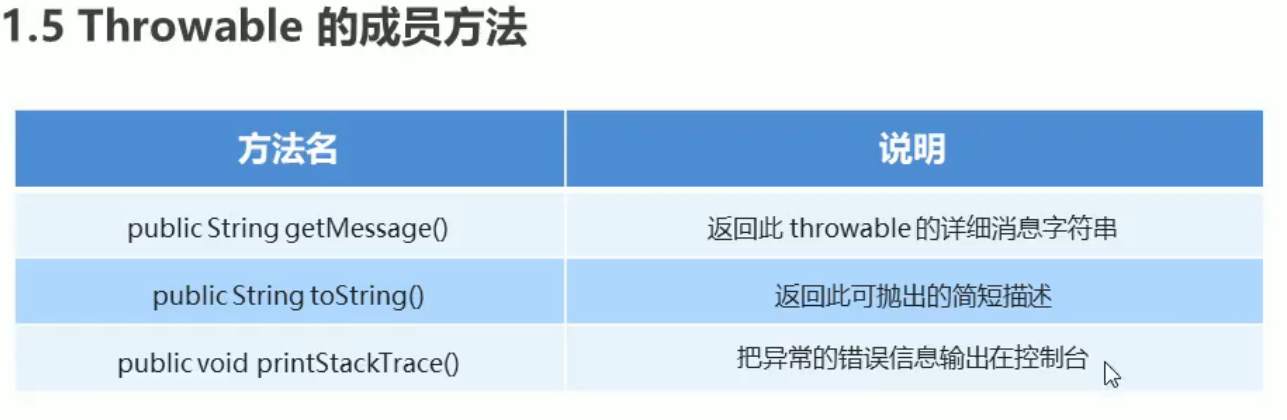 1.5 Throwable 的成员方法
方法名 说明
public String getMessage() 返回此 throwable 的详细消息字符串
public String toString() 返回此可抛出的简短描述
public void printStackTrace() 把异常的错误信息输出在控制台